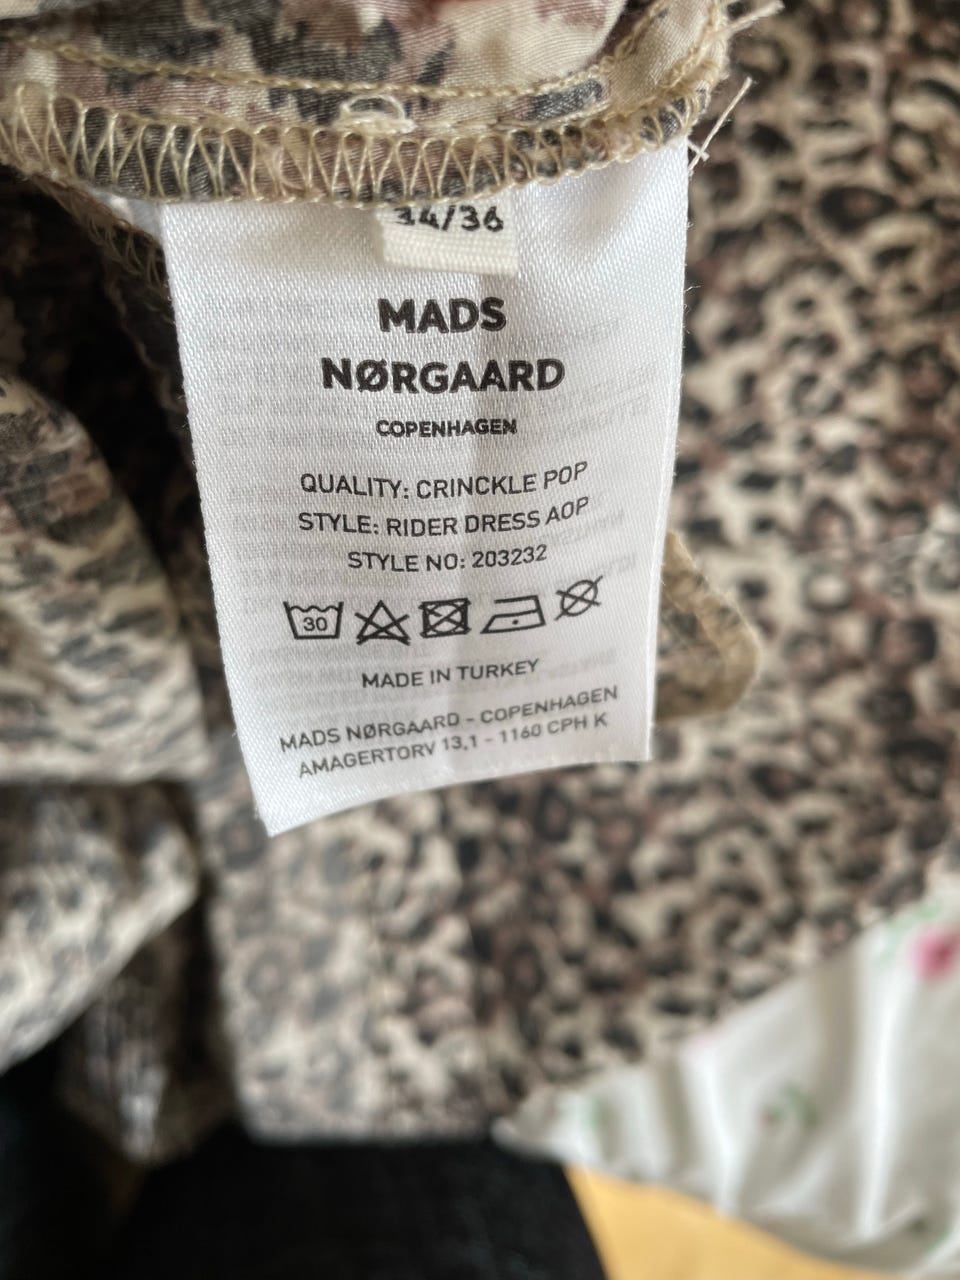 34/36
MADS
NØRGAARD
COPENHAGEN
QUALITY: CRINCKLE POP
STYLE: RIDER DRESS AOP
STYLE NO: 203232
30
MADE IN TURKEY
MADS NØRGAARD - COPENHAGEN
AMAGERTORV 13,1 - 1160 CPH K